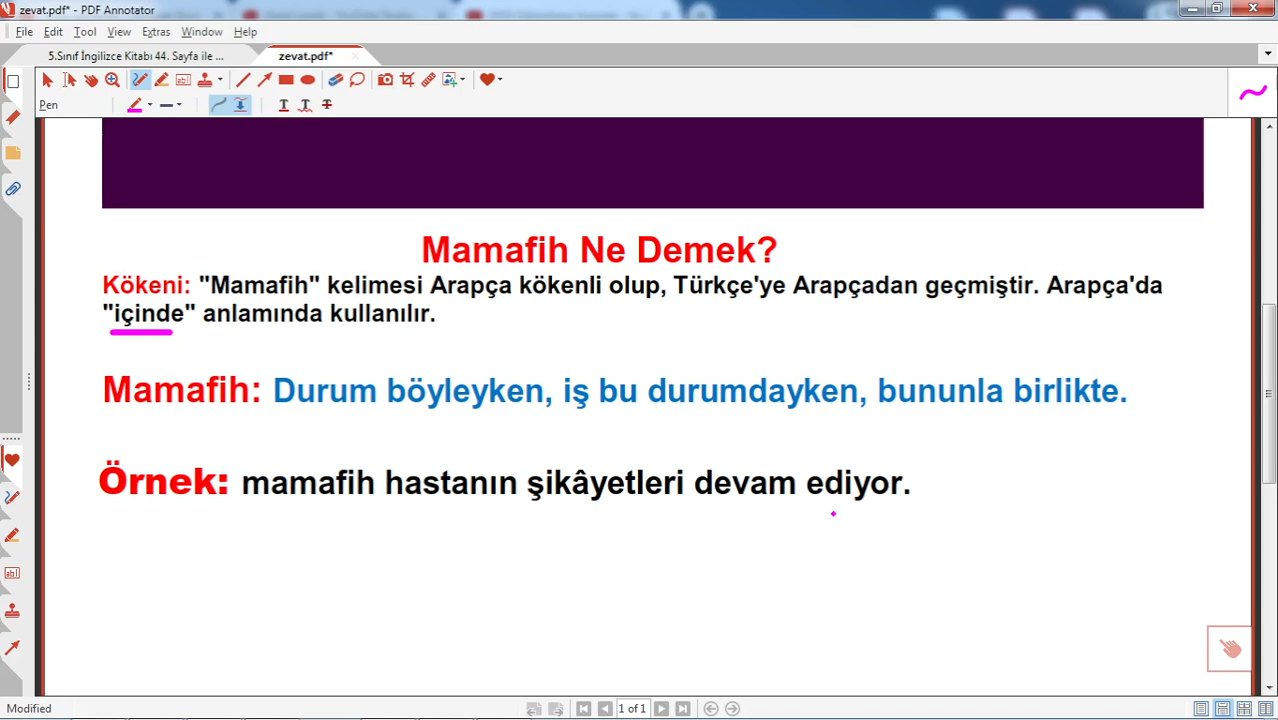 zevat.pdf* - PDF Annotator
File Edit Tool View Extras Window Help
5.Sınıf İngilizce Kitabı 44. Sayfa ile ... zevat.pdf*
Pen
Mamafih Ne Demek?
Kökeni: "Mamafih" kelimesi Arapça kökenli olup, Türkçe'ye Arapçadan geçmiştir. Arapça'da
"içinde" anlamında kullanılır.
Mamafih: Durum böyleyken, iş bu durumdayken, bununla birlikte.
Örnek: mamafih hastanın şikâyetleri devam ediyor.
Modified 1 of 1